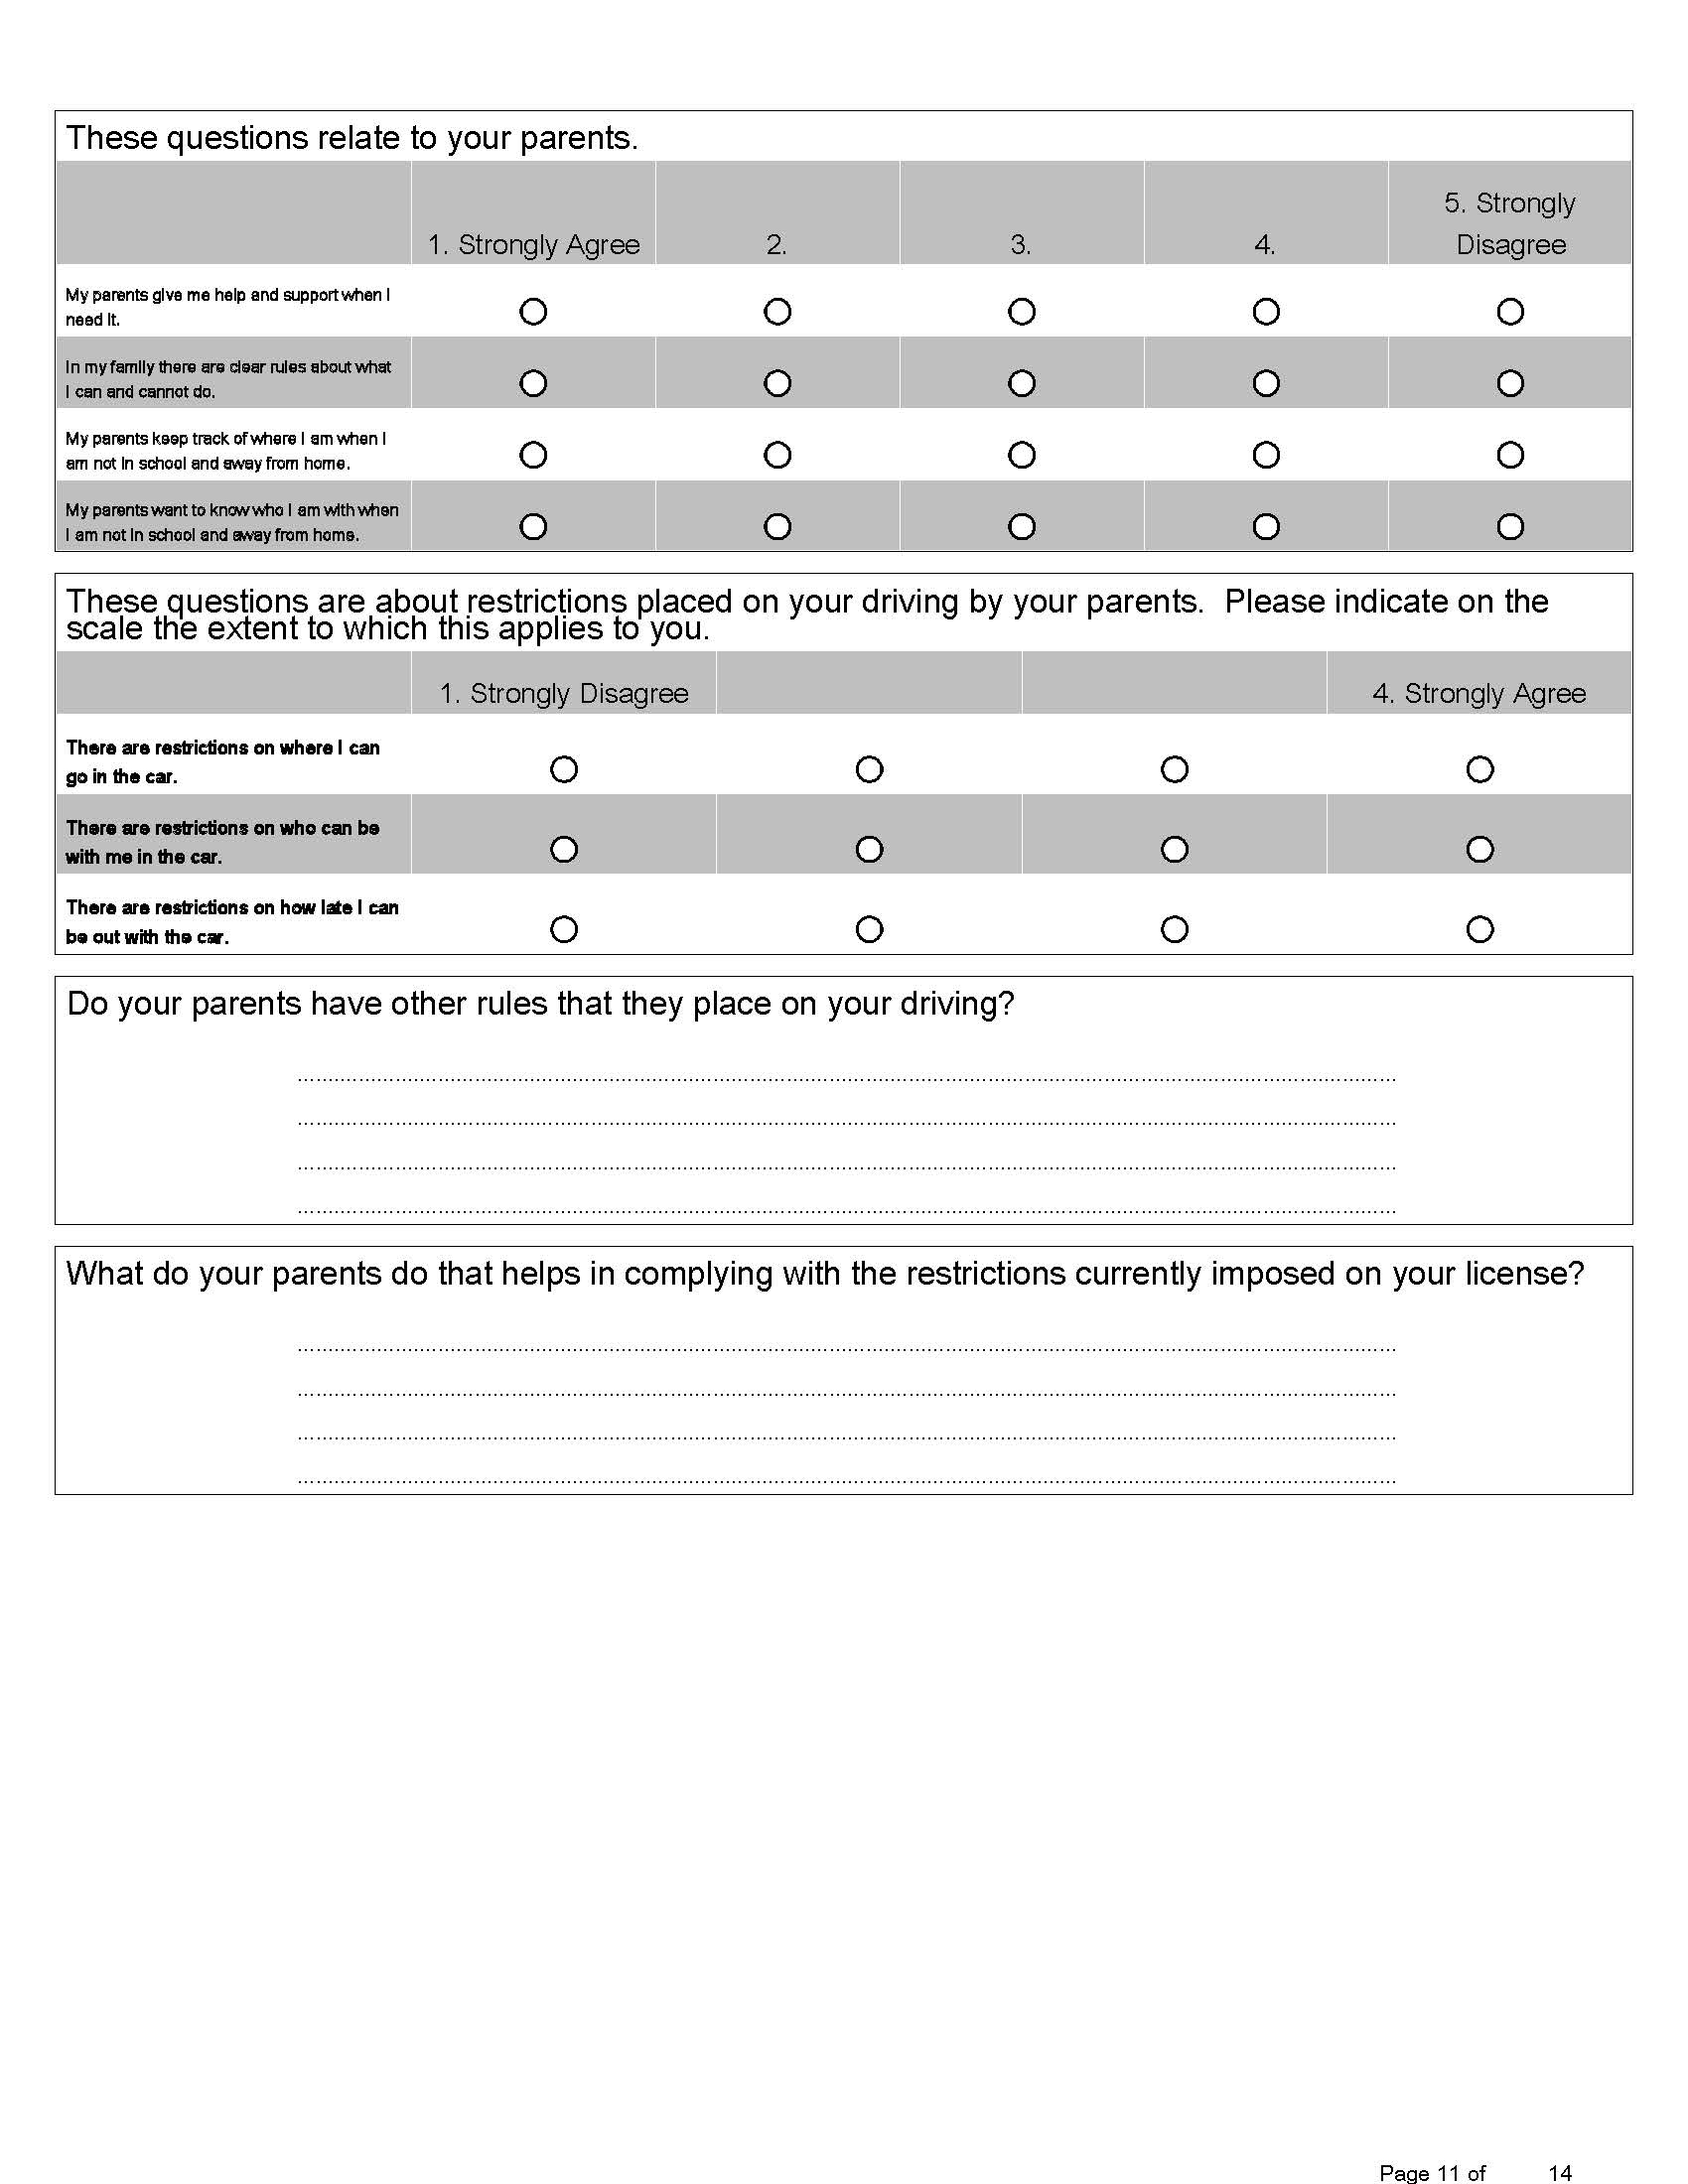 These questions relate to your parents.
5. Strongly
1. Strongly Agree 2. 3. 4. Disagree
My parents give me help and support when I
need it.
In my family there are clear rules about what
I can and cannot do.
My parents keep track of where I am when I
am not in school and away from home.
My parents want to know who I am with when
I am not in school and away from home.
These questions are about restrictions placed on your driving by your parents.  Please indicate on the
scale the extent to which this applies to you.
1. Strongly Disagree 4. Strongly Agree
There are restrictions on where I can
go in the car.
There are restrictions on who can be
with me in the car.
There are restrictions on how late I can
be out with the car.
Do your parents have other rules that they place on your driving?
What do your parents do that helps in complying with the restrictions currently imposed on your license?
Page 11 of 14